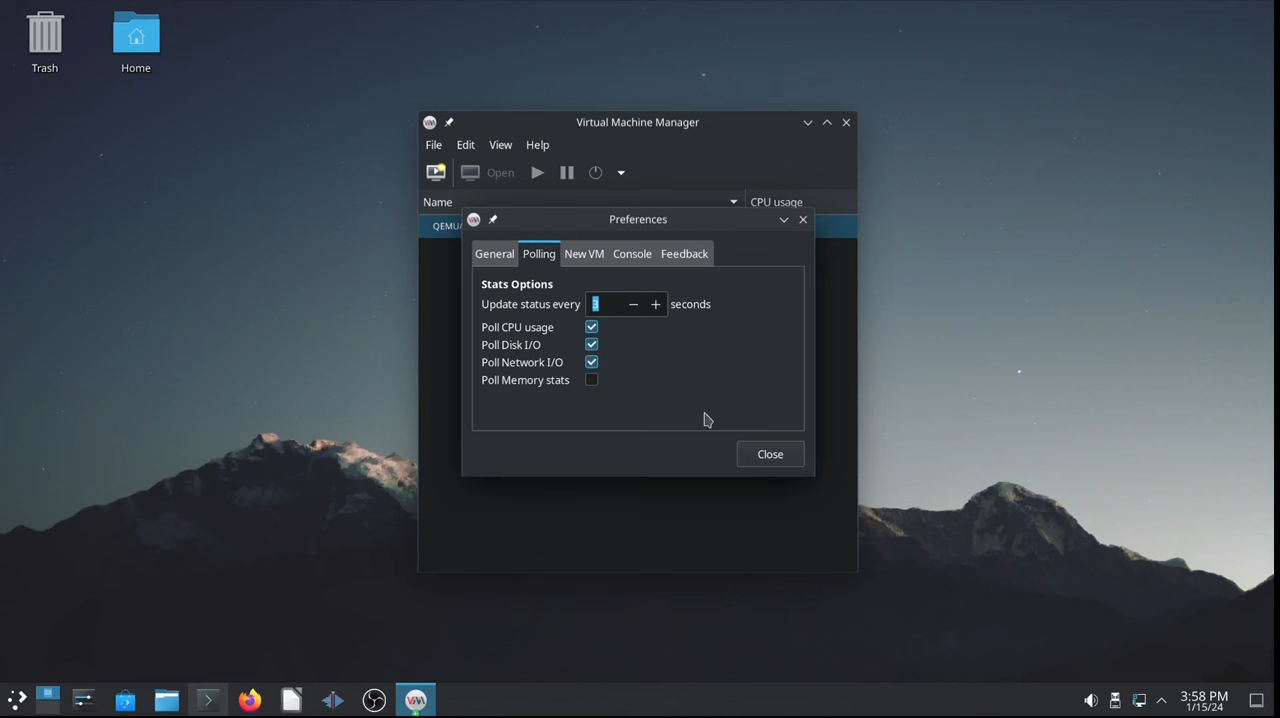 Trash
Home
Virtual Machine Manager
File Edit View Help
Open
Name CPU usage
QEMU/
Preferences
General Polling New VM Console Feedback
Stats Options
Update status every 3 seconds
Poll CPU usage
Poll Disk I/O
Poll Network I/O
Poll Memory stats
Close
3:58 PM
1/15/24